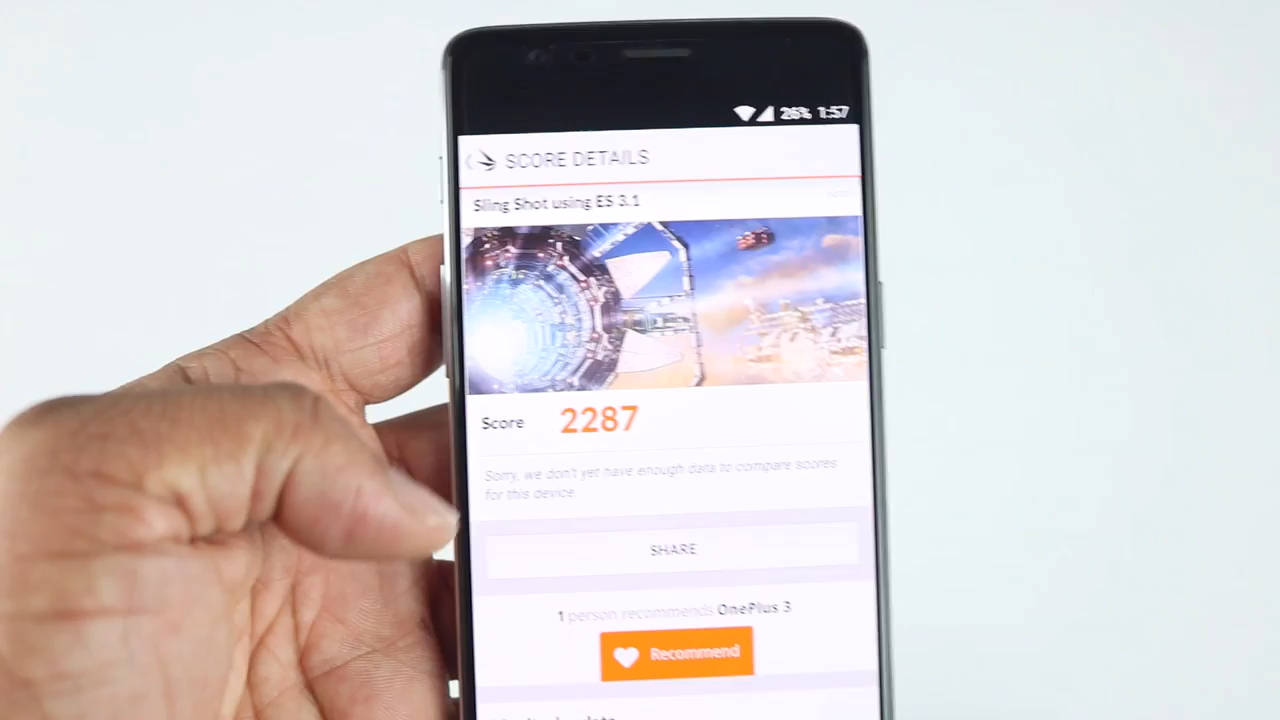 26% 1:57
SCORE DETAILS
Sling Shot using ES 3.1
Score 2287
Sorry, we don't yet have enough data to compare scores
for this device
SHARE
1 person recommends OnePlus 3
Recommend